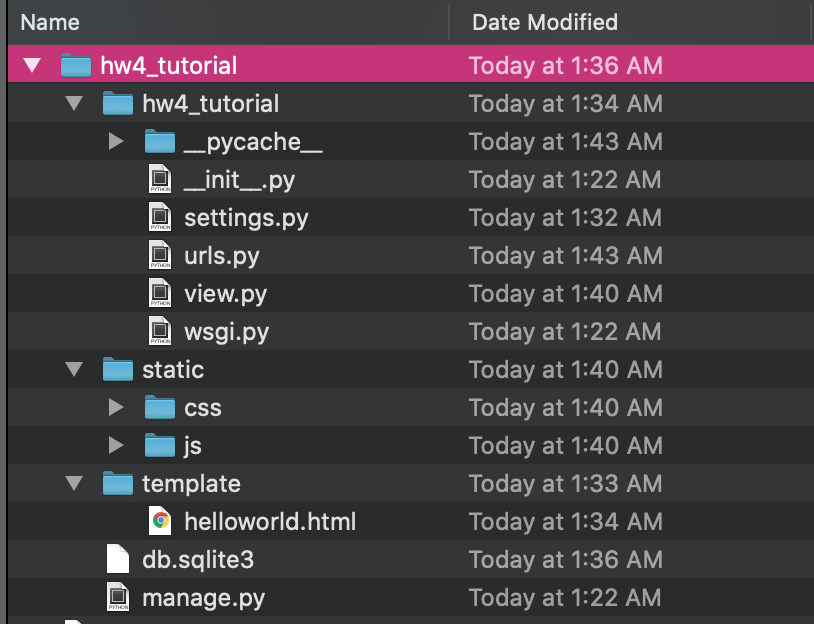 Name Date Modified
hw4_tutorial Today at 1:36 AM
hw4_tutorial Today at 1:34 AM
__pycache__ Today at 1:43 AM
__init__.py Today at 1:22 AM
settings.py Today at 1:32 AM
urls.py Today at 1:43 AM
view.py Today at 1:40 AM
wsgi.py Today at 1:22 AM
static Today at 1:40 AM
css Today at 1:40 AM
js Today at 1:40 AM
template Today at 1:33 AM
helloworld.html Today at 1:34 AM
db.sqlite3 Today at 1:36 AM
manage.py Today at 1:22 AM